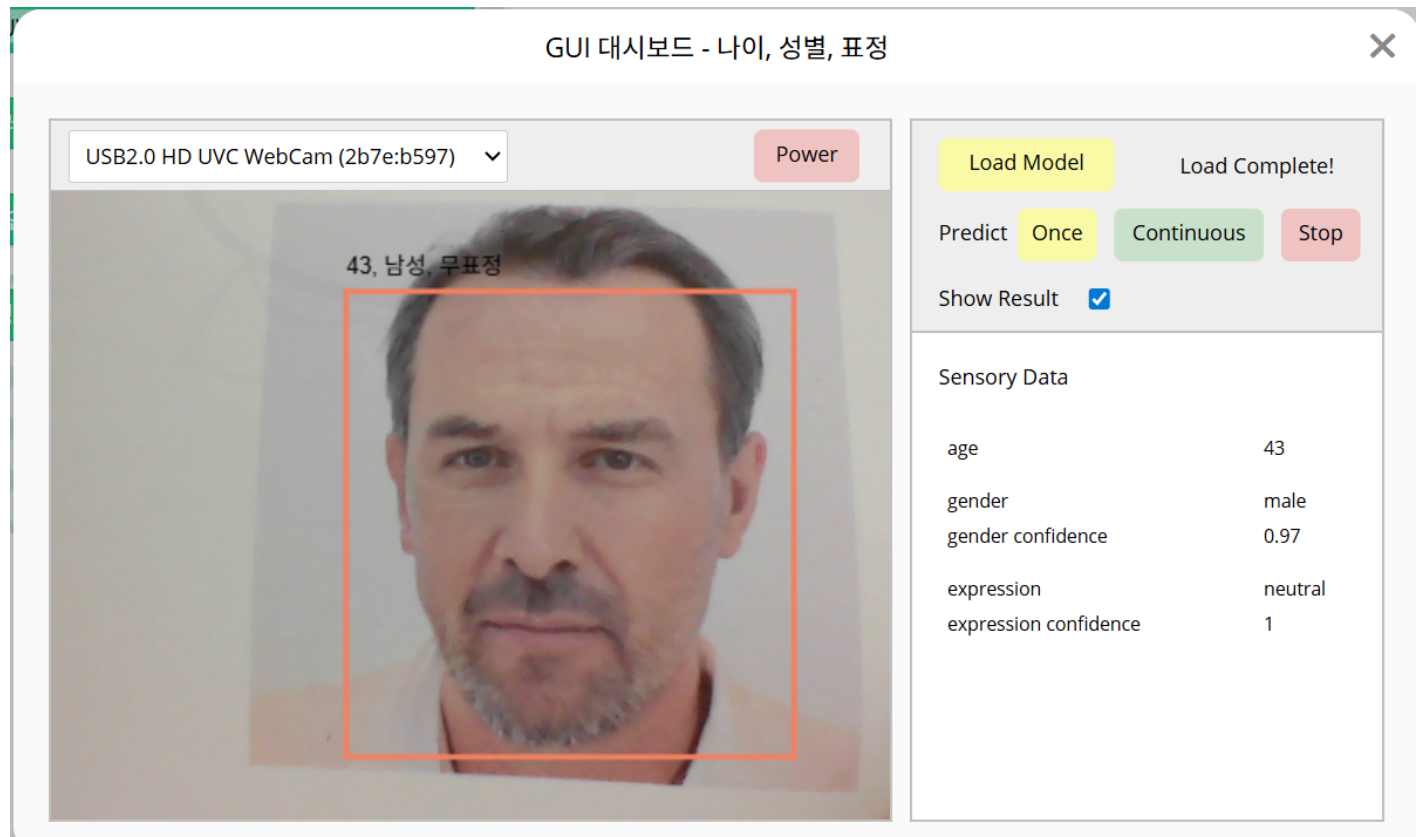 GUI 대시보드 - 나이, 성별, 표정
USB2.0 HD UVC WebCam (2b7e:b597)
Power
43, 남성, 무표정
Load Model
Load Complete!
Predict
Once
Continuous
Stop
Show Result
Sensory Data
age 43
gender male
gender confidence 0.97
expression neutral
expression confidence 1